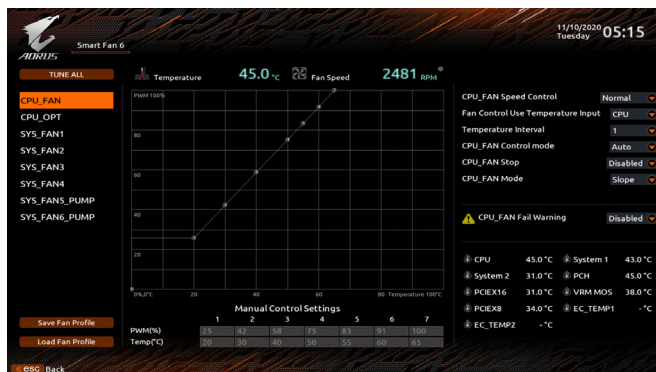 AORUS
Smart Fan 6
11/10/2020
Tuesday
05:15
TUNE ALL
Temperature 45.0 °C
Fan Speed 2481 RPM
CPU_FAN
CPU_OPT
SYS_FAN1
SYS_FAN2
SYS_FAN3
SYS_FAN4
SYS_FAN5_PUMP
SYS_FAN6_PUMP
Save Fan Profile
Load Fan Profile
PWM 100%
80
60
40
20
0%,0°C 20 40 60 80 Temperature 100°C
Manual Control Settings
1 2 3 4 5 6 7
PWM(%) 25 42 58 75 83 91 100
Temp(°C) 20 30 40 50 55 60 65
CPU_FAN Speed Control Normal
Fan Control Use Temperature Input CPU
Temperature Interval 1
CPU_FAN Control mode Auto
CPU_FAN Stop Disabled
CPU_FAN Mode Slope
CPU_FAN Fail Warning Disabled
CPU 45.0 °C System 1 43.0 °C
System 2 31.0 °C PCH 45.0 °C
PCIEX16 31.0 °C VRM MOS 38.0 °C
PCIEX8 34.0 °C EC_TEMP1 - °C
EC_TEMP2 - °C
esc Back